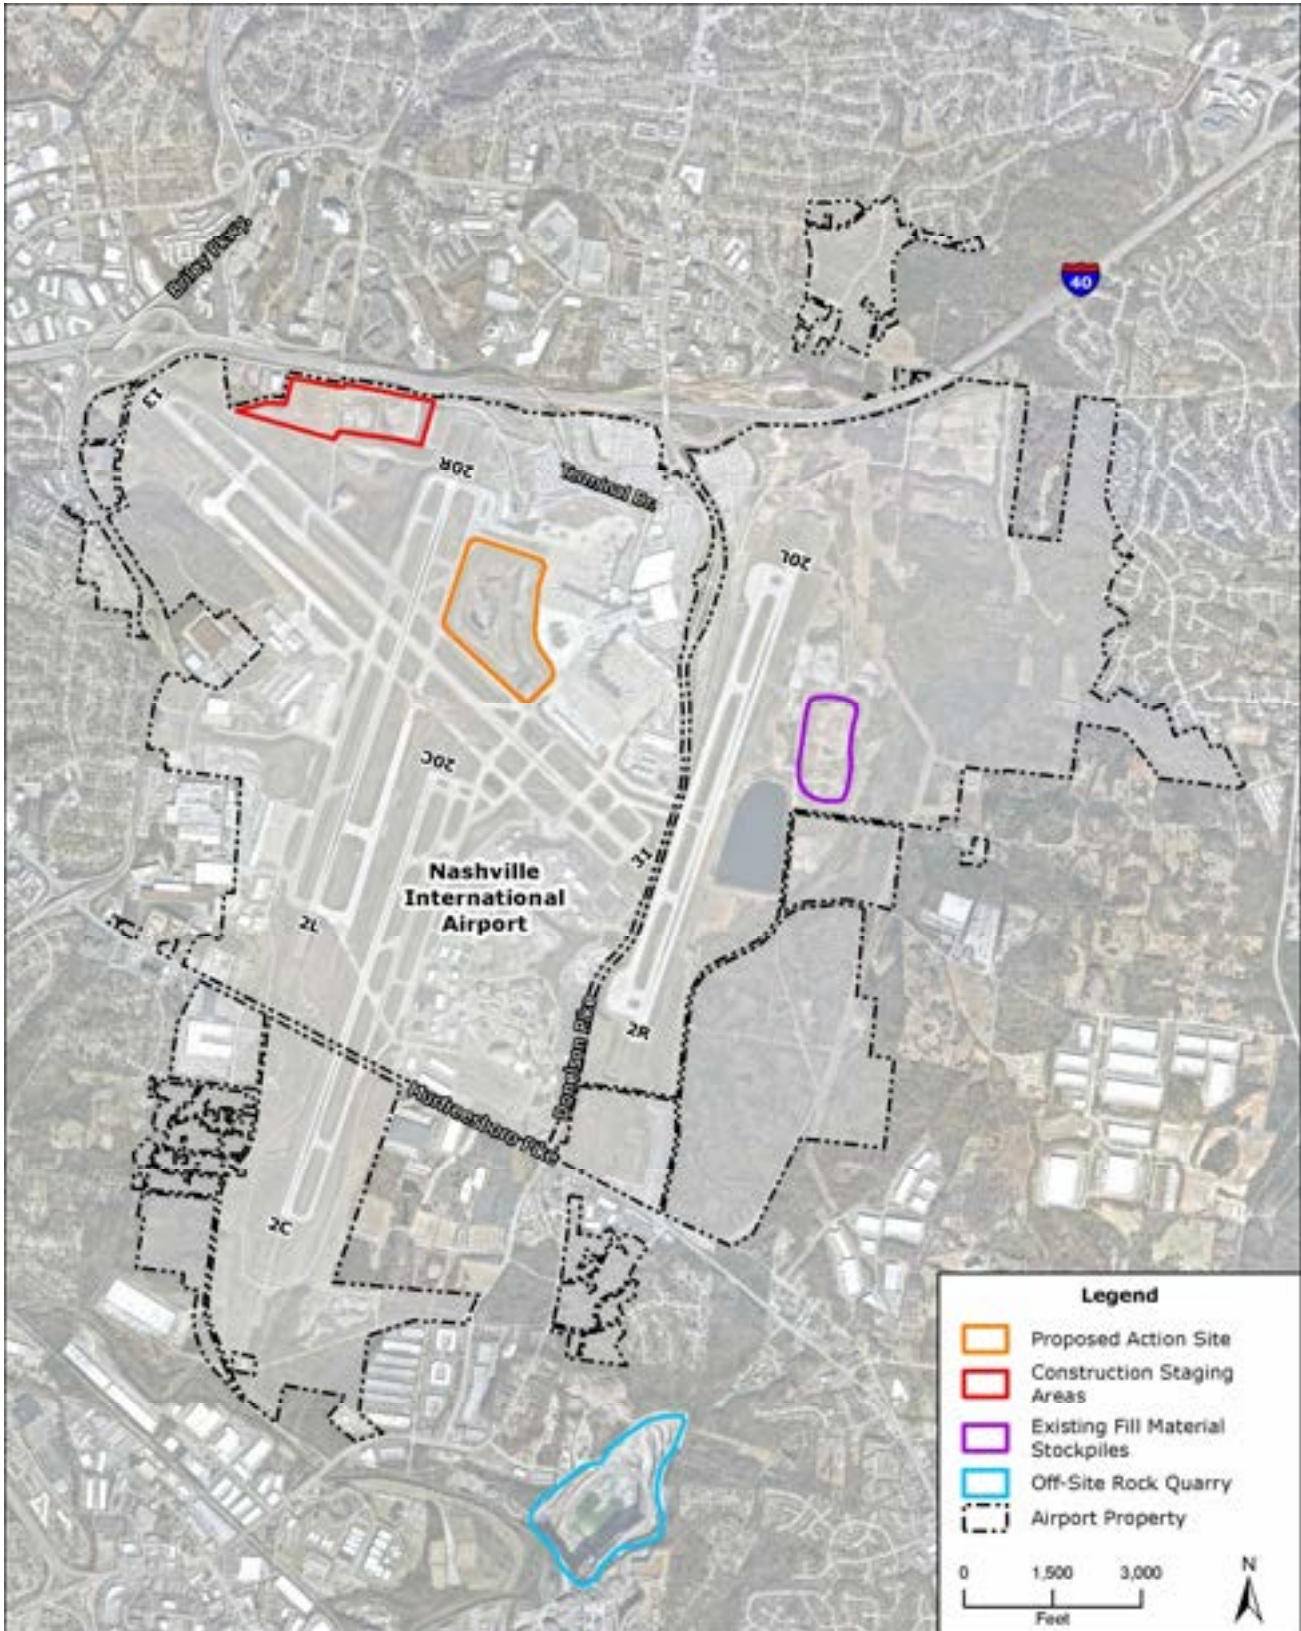 Briley Pkwy.
40
13
20R
Terminal Dr.
20L
20C
31
Nashville
International
Airport
2L
2R
Donelson Pike
Murfreesboro Pike
2C
Legend
Proposed Action Site
Construction Staging
Areas
Existing Fill Material
Stockpiles
Off-Site Rock Quarry
Airport Property
0 1,500 3,000
Feet
N